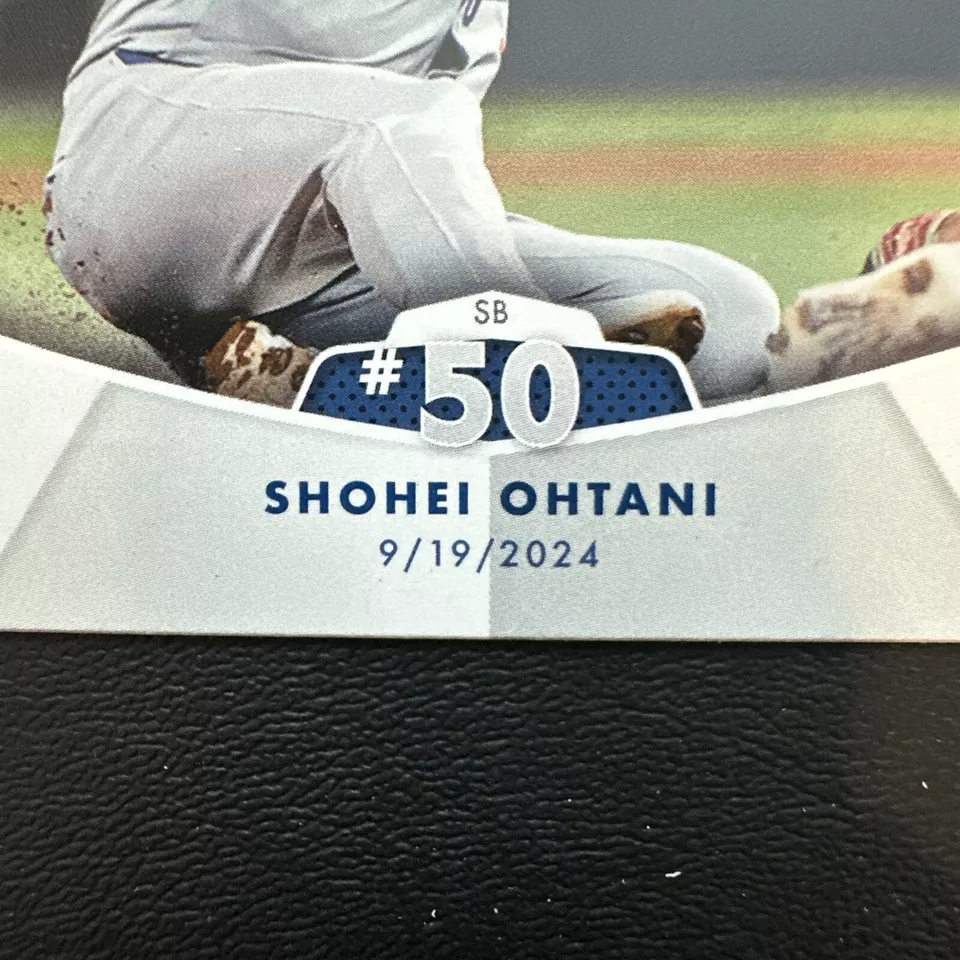 SB
#50
SHOHEI OHTANI
9/19/2024